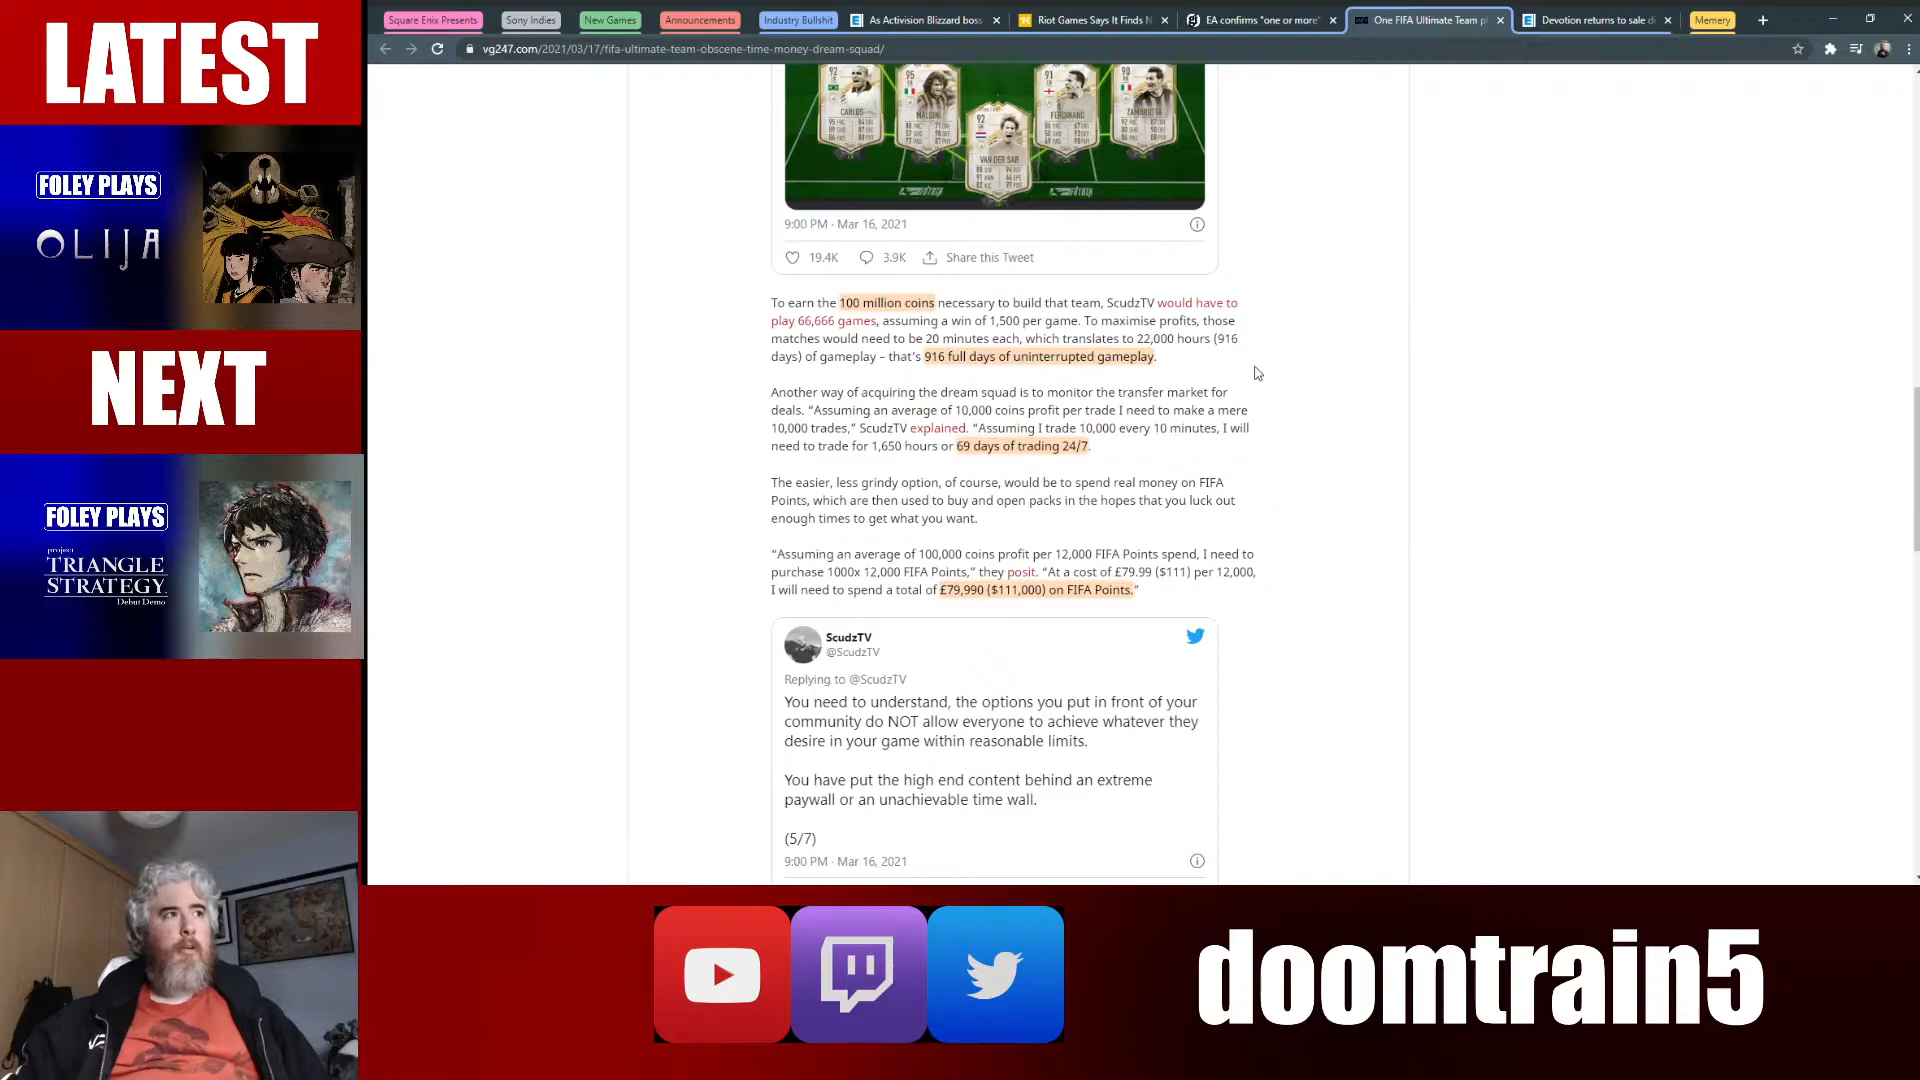 LATEST
FOLEY PLAYS
OLIJA
NEXT
FOLEY PLAYS
project
TRIANGLE
STRATEGY
Debut Demo
Square Enix Presents
Sony Indies
New Games
Announcements
Industry Bullshit
As Activision Blizzard boss
Riot Games Says It Finds N
EA confirms "one or more"
One FIFA Ultimate Team p
Devotion returns to sale di
Memery
vg247.com/2021/03/17/fifa-ultimate-team-obscene-time-money-dream-squad/
92
95
91
90
CARLOS
MALDINI
92
FERDINAND
ZAMBROTTA
VAN DER SAR
9:00 PM · Mar 16, 2021
19.4K
3.9K
Share this Tweet
To earn the 100 million coins necessary to build that team, ScudzTV would have to
play 66,666 games, assuming a win of 1,500 per game. To maximise profits, those
matches would need to be 20 minutes each, which translates to 22,000 hours (916
days) of gameplay – that's 916 full days of uninterrupted gameplay.
Another way of acquiring the dream squad is to monitor the transfer market for
deals. "Assuming an average of 10,000 coins profit per trade I need to make a mere
10,000 trades," ScudzTV explained. "Assuming I trade 10,000 every 10 minutes, I will
need to trade for 1,650 hours or 69 days of trading 24/7.
The easier, less grindy option, of course, would be to spend real money on FIFA
Points, which are then used to buy and open packs in the hopes that you luck out
enough times to get what you want.
"Assuming an average of 100,000 coins profit per 12,000 FIFA Points spend, I need to
purchase 1000x 12,000 FIFA Points," they posit. "At a cost of £79.99 ($111) per 12,000,
I will need to spend a total of £79,990 ($111,000) on FIFA Points."
ScudzTV
@ScudzTV
Replying to @ScudzTV
You need to understand, the options you put in front of your
community do NOT allow everyone to achieve whatever they
desire in your game within reasonable limits.
You have put the high end content behind an extreme
paywall or an unachievable time wall.
(5/7)
9:00 PM · Mar 16, 2021
doomtrain5